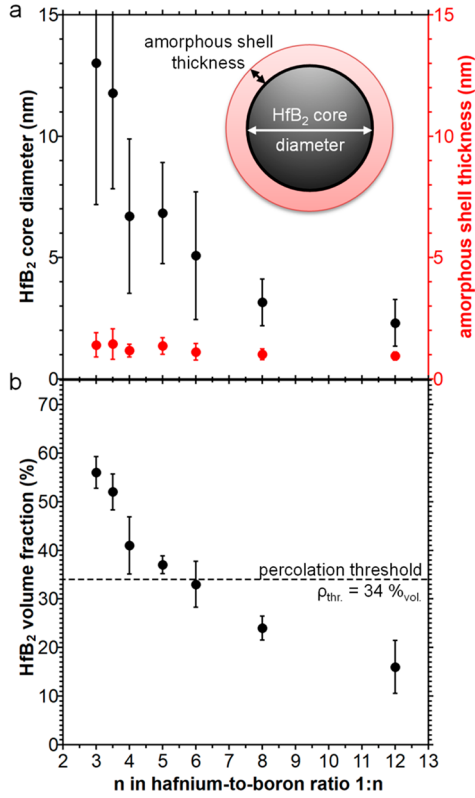 a
15
10
5
0
HfB₂ core diameter (nm)
amorphous shell
thickness
HfB₂ core
diameter
15
10
5
0
amorphous shell thickness (nm)
b
70
60
50
40
30
20
10
0
HfB₂ volume fraction (%)
percolation threshold
ρthr. = 34 %vol.
2 3 4 5 6 7 8 9 10 11 12 13
n in hafnium-to-boron ratio 1:n